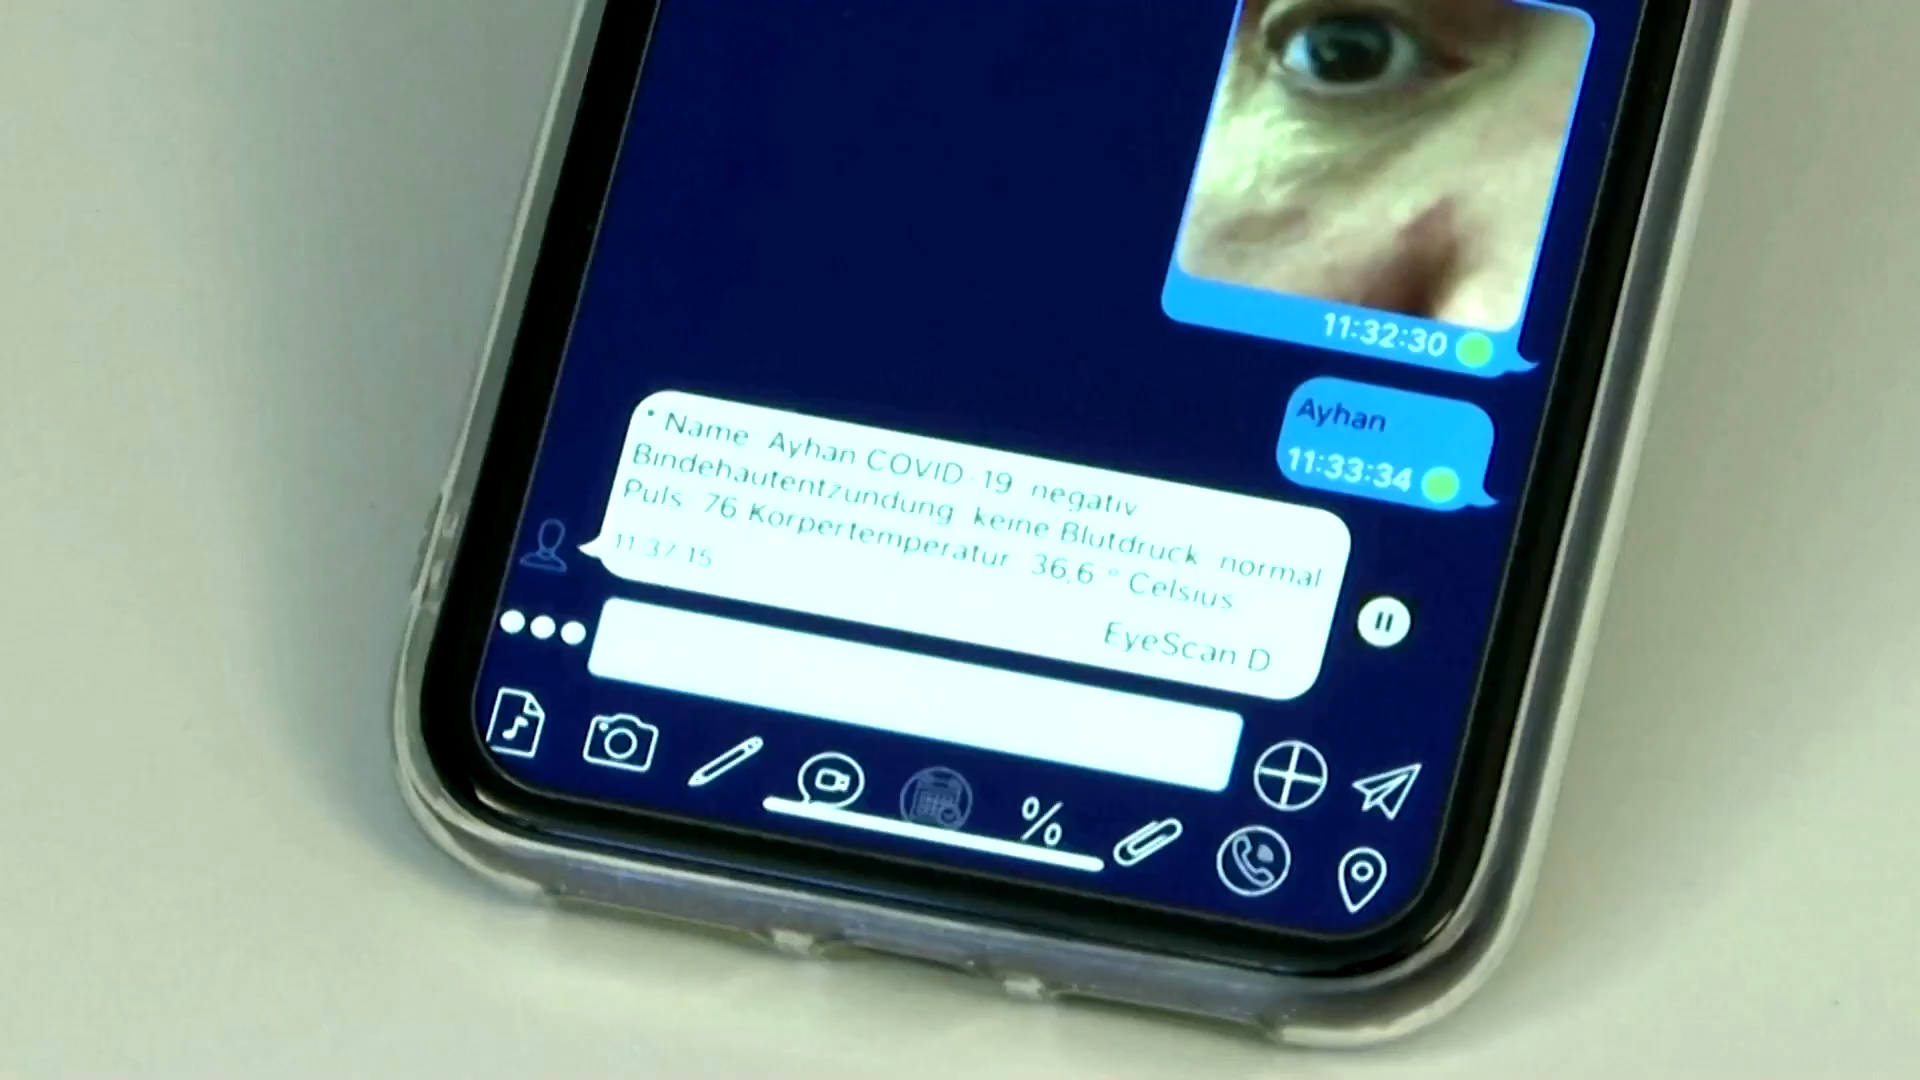 11:32:30
Ayhan
11:33:34
• Name Ayhan COVID-19 negativ
Bindehautentzundung keine Blutdruck normal
Puls 76 Korpertemperatur 36,6 ° Celsius
11:37:15
EyeScan D
%